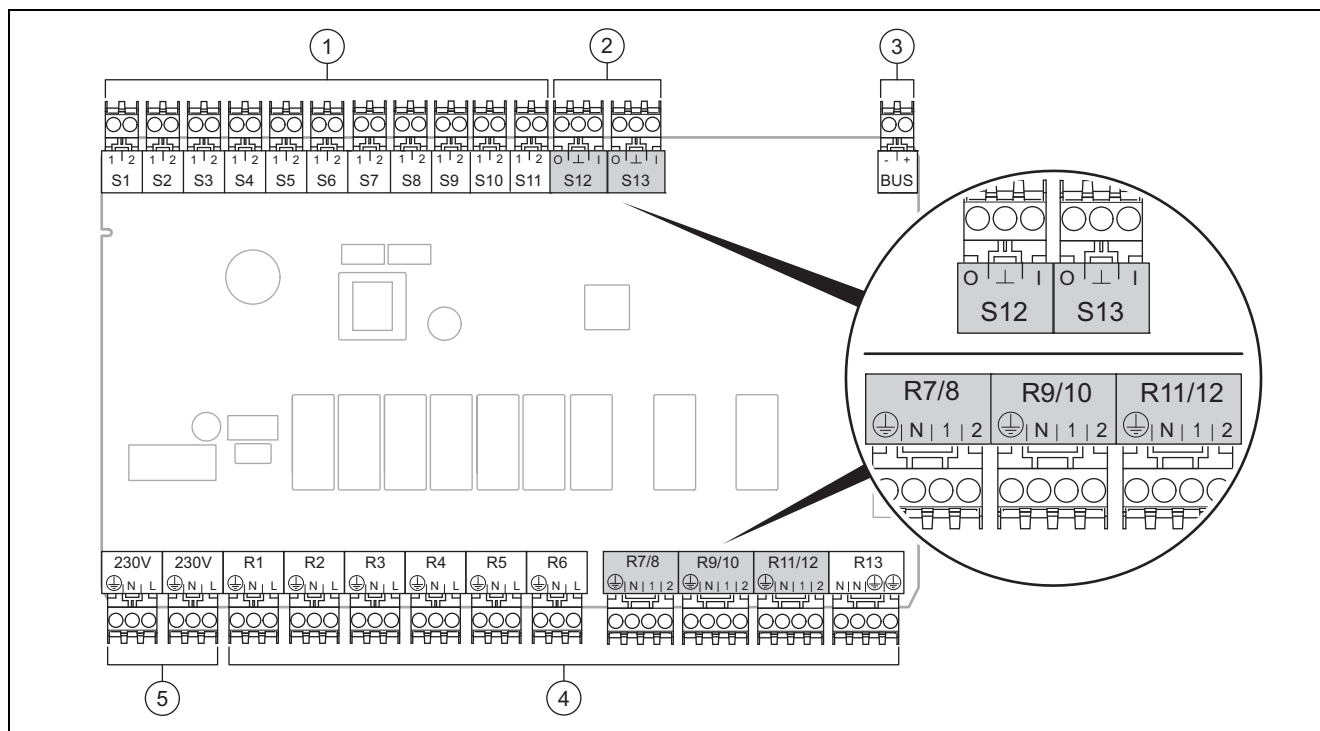 1 2 3
1 2 1 2 1 2 1 2 1 2 1 2 1 2 1 2 1 2 1 2 1 2 O ⊥ I O ⊥ I - +
S1 S2 S3 S4 S5 S6 S7 S8 S9 S10 S11 S12 S13 BUS
O ⊥ I O ⊥ I
S12 S13
R7/8 R9/10 R11/12
⏚ | N | 1 | 2 ⏚ | N | 1 | 2 ⏚ | N | 1 | 2
230V 230V R1 R2 R3 R4 R5 R6 R7/8 R9/10 R11/12 R13
⏚ N L ⏚ N L ⏚ N L ⏚ N L ⏚ N L ⏚ N L ⏚ N L ⏚ N L ⏚ | N | 1 | 2 ⏚ | N | 1 | 2 ⏚ | N | 1 | 2 N | N | ⏚ ⏚
5 4